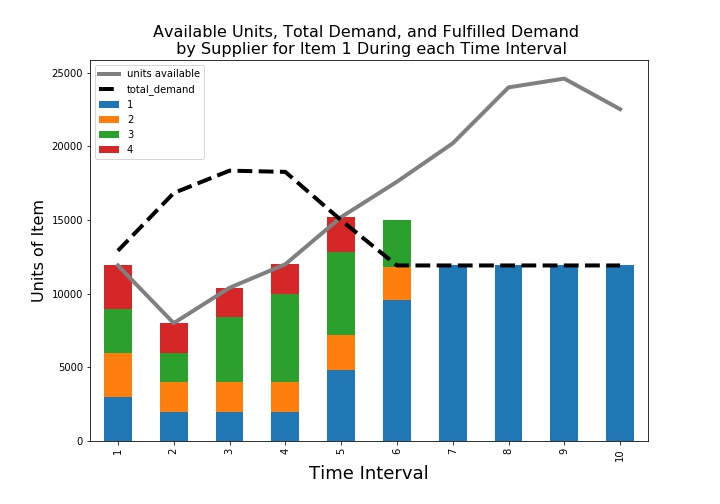 Available Units, Total Demand, and Fulfilled Demand
by Supplier for Item 1 During each Time Interval
units available
total_demand
1
2
3
4
Units of Item
25000
20000
15000
10000
5000
0
1 2 3 4 5 6 7 8 9 10
Time Interval